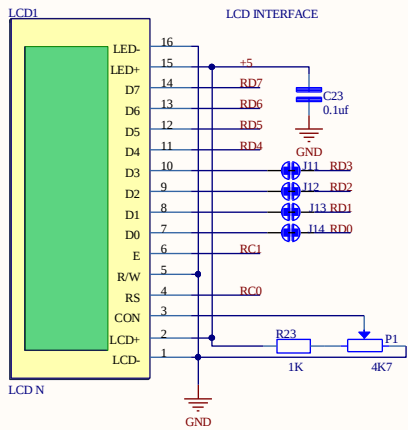 LCD1
LCD INTERFACE
LED- 16
LED+ 15 +5
D7 14 RD7
D6 13 RD6
D5 12 RD5
D4 11 RD4
C23
0.1uf
GND
D3 10 J11 RD3
D2 9 J12 RD2
D1 8 J13 RD1
D0 7 J14 RD0
E 6 RC1
R/W 5
RS 4 RC0
CON 3
LCD+ 2 R23 P1
LCD- 1
1K 4K7
LCD N
GND